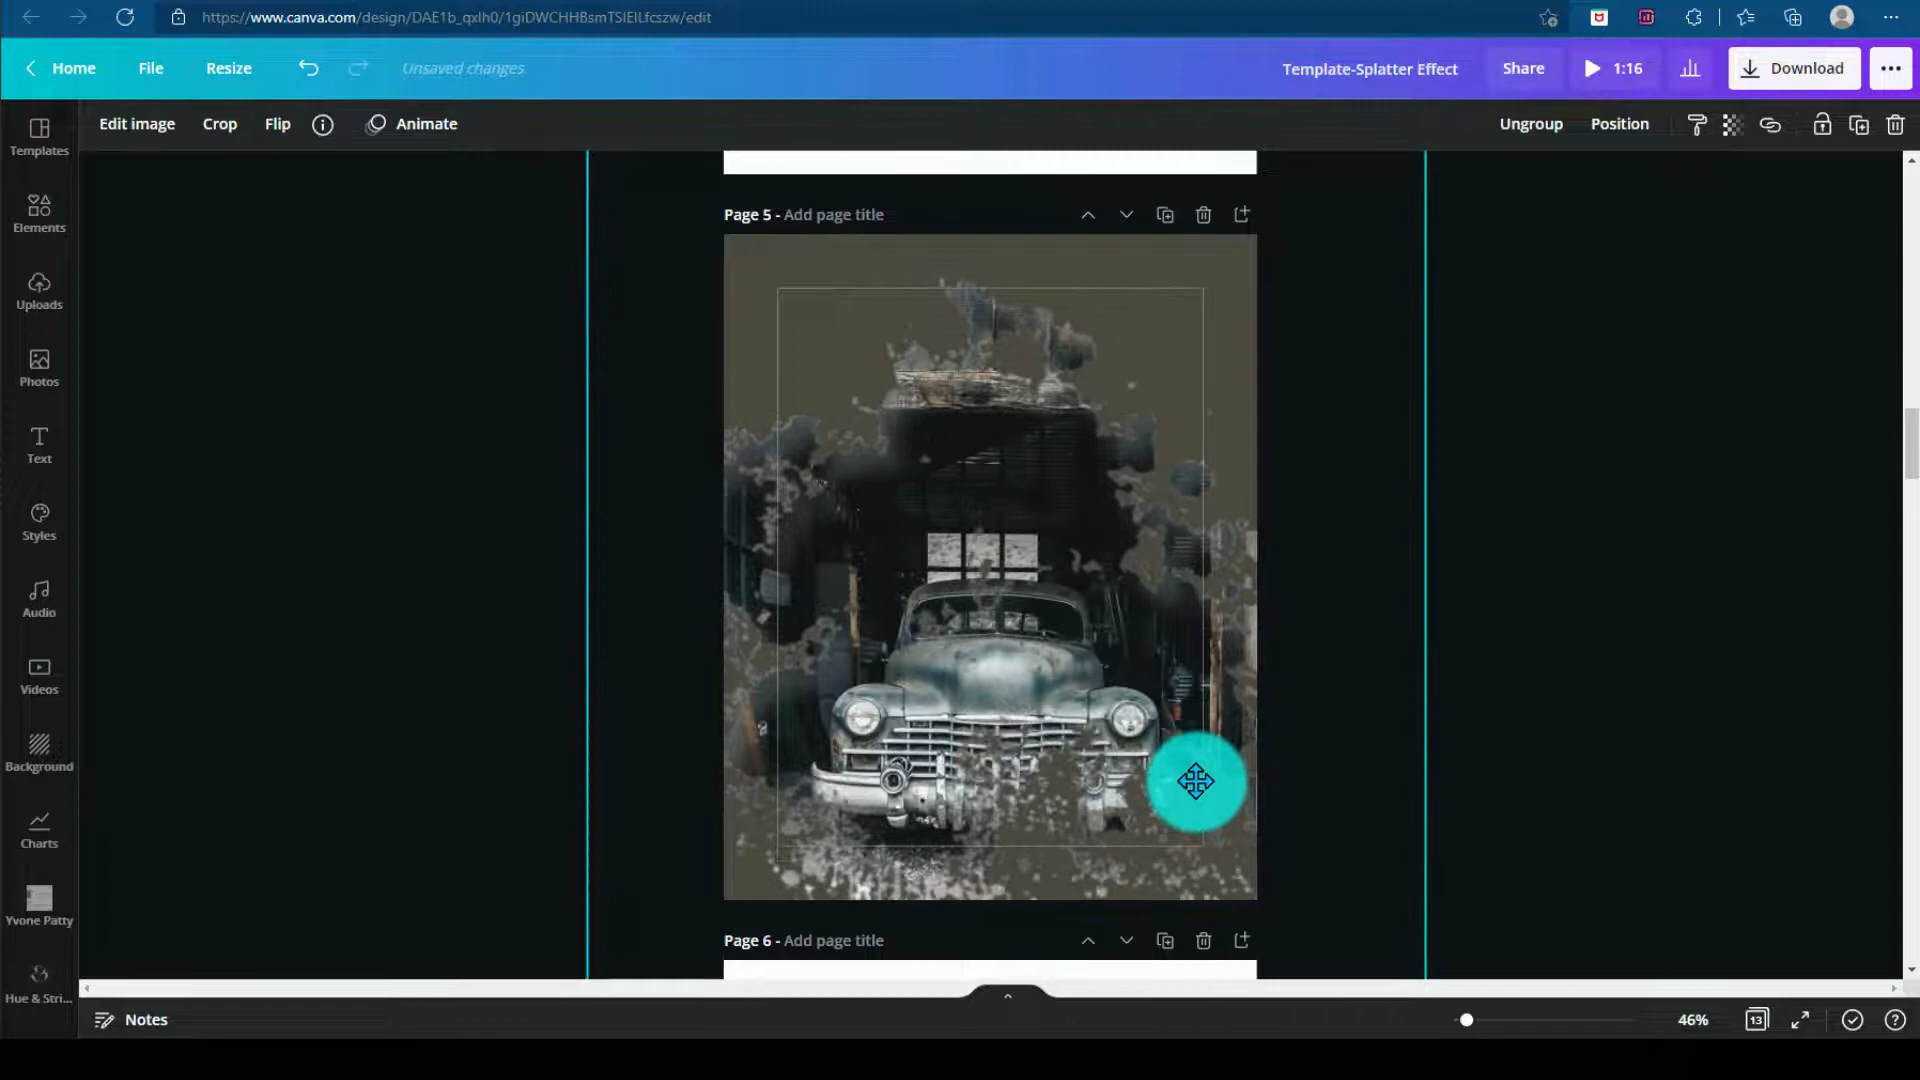 https://www.canva.com/design/DAE1b_qxlh0/1giDWCHHBsmTSIEILfcszw/edit
Home File Resize Unsaved changes Template-Splatter Effect Share 1:16 Download
Edit image Crop Flip Animate Ungroup Position
Templates
Elements
Uploads
Photos
Text
Styles
Audio
Videos
Background
Charts
Yvone Patty
Hue & Stri...
Page 5 - Add page title
Page 6 - Add page title
Notes 46% 13